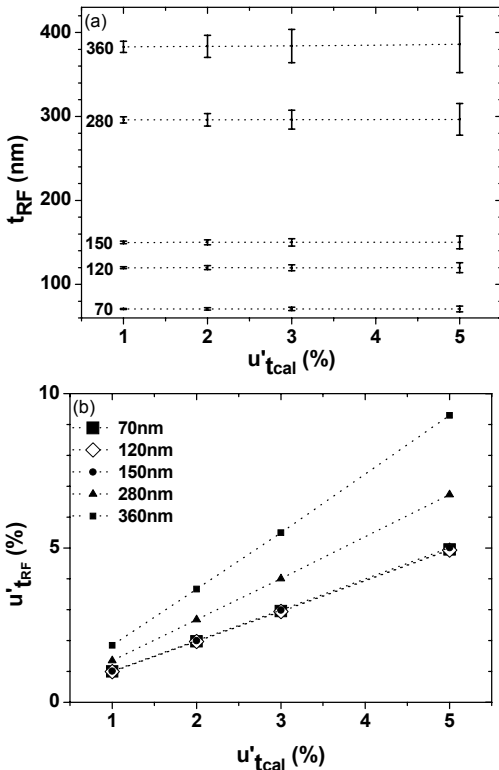 (a)
400
300
200
100
t_RF (nm)
360
280
150
120
70
1 2 3 4 5
u'_tcal (%)
(b)
10
5
0
u'_tRF (%)
70nm
120nm
150nm
280nm
360nm
1 2 3 4 5
u'_tcal (%)